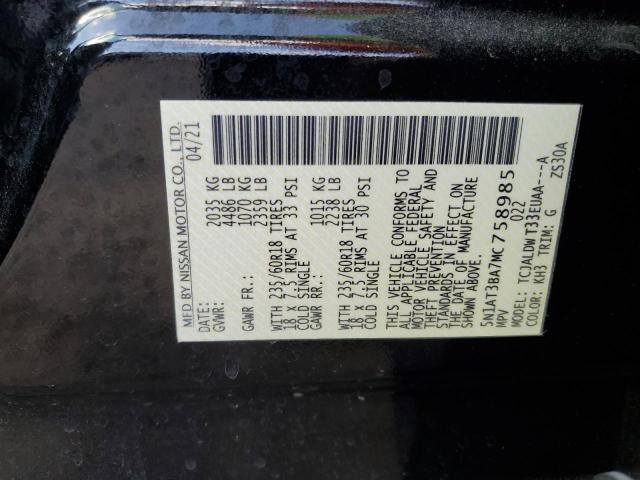 MFD BY NISSAN MOTOR CO., LTD.
DATE: 04/21
GVWR: 2035 KG
4486 LB
GAWR FR.: 1070 KG
2359 LB
WITH 235/60R18 TIRES
18 X 7.5 RIMS AT 33 PSI
COLD SINGLE
GAWR RR.: 1015 KG
2238 LB
WITH 235/60R18 TIRES
18 X 7.5 RIMS AT 30 PSI
COLD SINGLE
THIS VEHICLE CONFORMS TO
ALL APPLICABLE FEDERAL
MOTOR VEHICLE SAFETY AND
THEFT PREVENTION
STANDARDS IN EFFECT ON
THE DATE OF MANUFACTURE
SHOWN ABOVE.
5N1AT3BA7MC758985
MPV 022
MODEL: TCJALDWT33EUAA---A
COLOR: KH3 TRIM: G
ZS30A